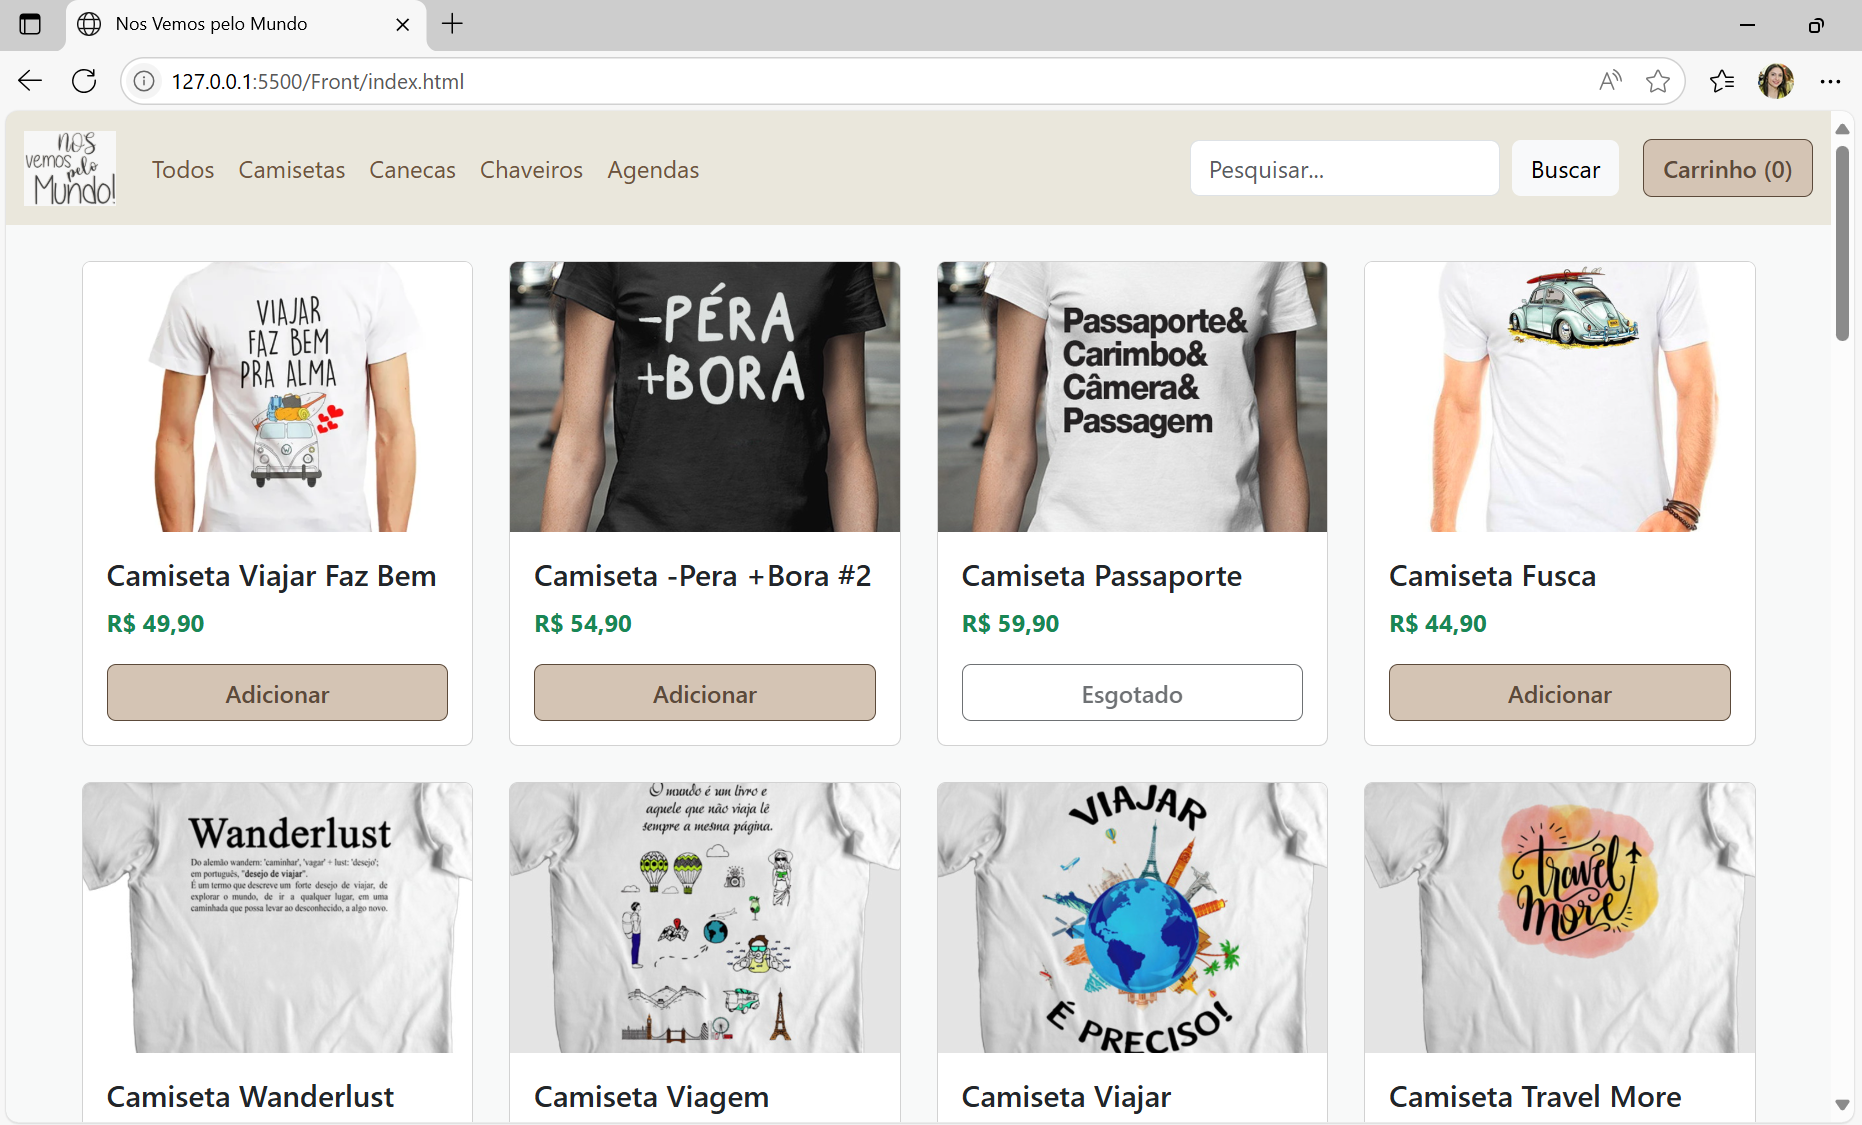 Nos Vemos pelo Mundo
127.0.0.1:5500/Front/index.html
nos
vemos
pelo
Mundo!
Todos Camisetas Canecas Chaveiros Agendas
Pesquisar... Buscar Carrinho (0)
VIAJAR
FAZ BEM
PRA ALMA
-PÉRA
+BORA
Passaporte&
Carimbo&
Câmera&
Passagem
Camiseta Viajar Faz Bem
R$ 49,90
Adicionar
Camiseta -Pera +Bora #2
R$ 54,90
Adicionar
Camiseta Passaporte
R$ 59,90
Esgotado
Camiseta Fusca
R$ 44,90
Adicionar
Wanderlust
Do alemão wandern: 'caminhar', 'vagar' + lust: 'desejo';
em português, "desejo de viajar".
É um termo que descreve um forte desejo de viajar, de
explorar o mundo, de ir a qualquer lugar, em uma
caminhada que possa levar ao desconhecido, a algo novo.
O mundo é um livro e
aquele que não viaja lê
sempre a mesma página.
VIAJAR
É PRECISO!
travel
more
Camiseta Wanderlust
Camiseta Viagem
Camiseta Viajar
Camiseta Travel More